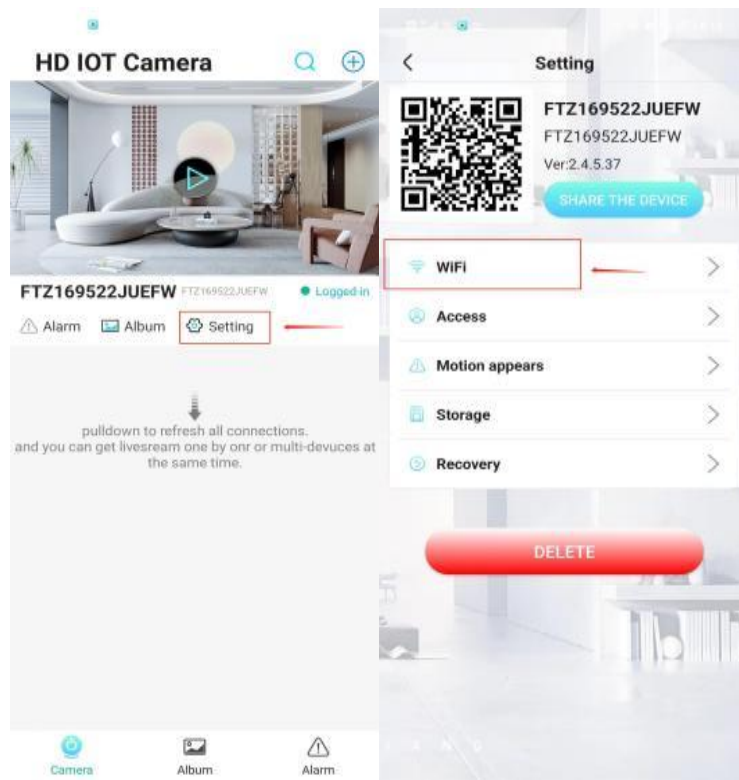 HD IOT Camera
FTZ169522JUEFW FTZ169522JUEFW Logged-in
Alarm Album Setting
pulldown to refresh all connections.
and you can get livesream one by onr or multi-devuces at
the same time.
Camera Album Alarm
Setting
FTZ169522JUEFW
FTZ169522JUEFW
Ver:2.4.5.37
SHARE THE DEVICE
WiFi
Access
Motion appears
Storage
Recovery
DELETE